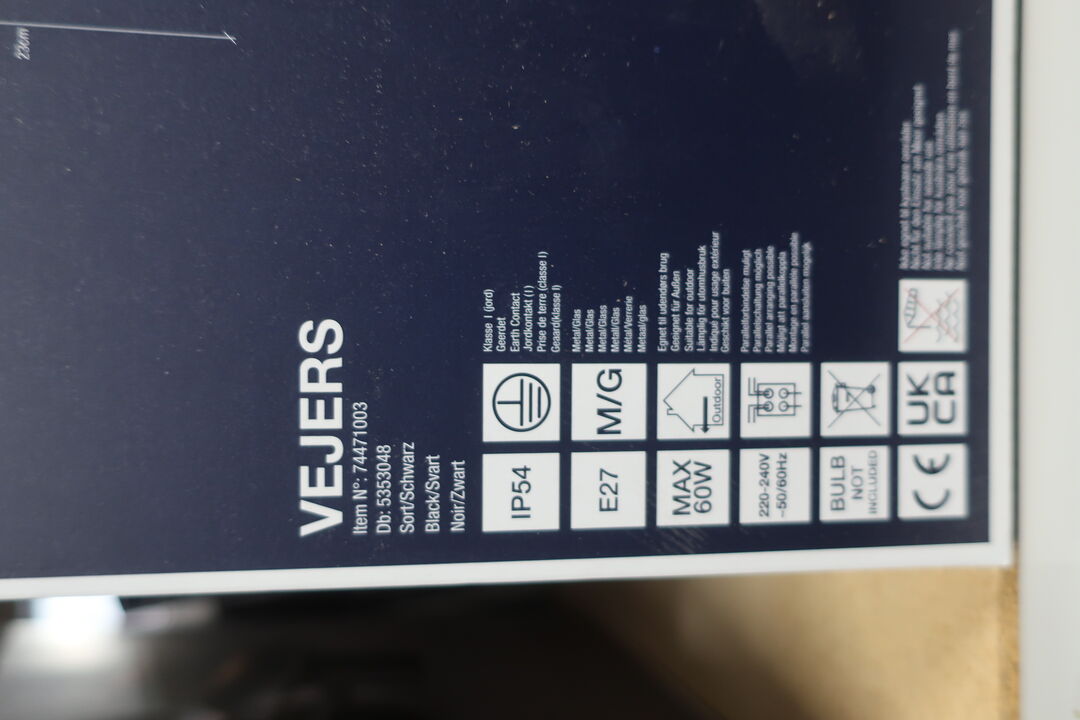 23cm
VEJERS
Item N°: 74471003
Db: 5353048
Sort/Schwarz
Black/Svart
Noir/Zwart
IP54
Klasse I (jord)
Geerdet
Earth Contact
Jordkontakt (I)
Prise de terre (classe I)
Geaard(klasse I)
E27
M/G
Metal/Glas
Metal/Glas
Metal/Glass
Metall/Glas
Métal/Verrerie
Metaal/glas
MAX
60W
Outdoor
Egnet til udendørs brug
Geeignet für Außen
Suitable for outdoor
Lämplig för utomhusbruk
Indiqué pour usage extérieur
Geschikt voor buiten
220-240V
~50/60Hz
Parallelforbindelse muligt
Parallelschaltung möglich
Parallel arranging possible
Möjligt att parallellkoppla
Montage en parallèle possible
Parallel aansluiten mogelijk
BULB
NOT
INCLUDED
CE
UK
CA